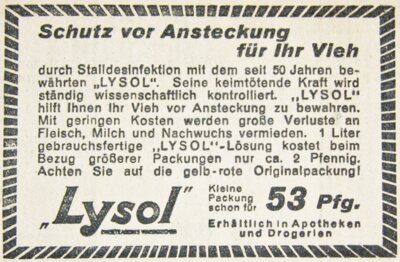 Schutz vor Ansteckung
für Ihr Vieh
durch Stalldesinfektion mit dem seit 50 Jahren be-
währten „LYSOL“. Seine keimtötende Kraft wird
ständig wissenschaftlich kontrolliert. „LYSOL“
hilft Ihnen Ihr Vieh vor Ansteckung zu bewahren.
Mit geringen Kosten werden große Verluste an
Fleisch, Milch und Nachwuchs vermieden. 1 Liter
gebrauchsfertige „LYSOL“-Lösung kostet beim
Bezug größerer Packungen nur ca. 2 Pfennig.
Achten Sie auf die gelb-rote Originalpackung!
„Lysol“
Kleine
Packung
schon für
53 Pfg.
Erhältlich in Apotheken
und Drogerien